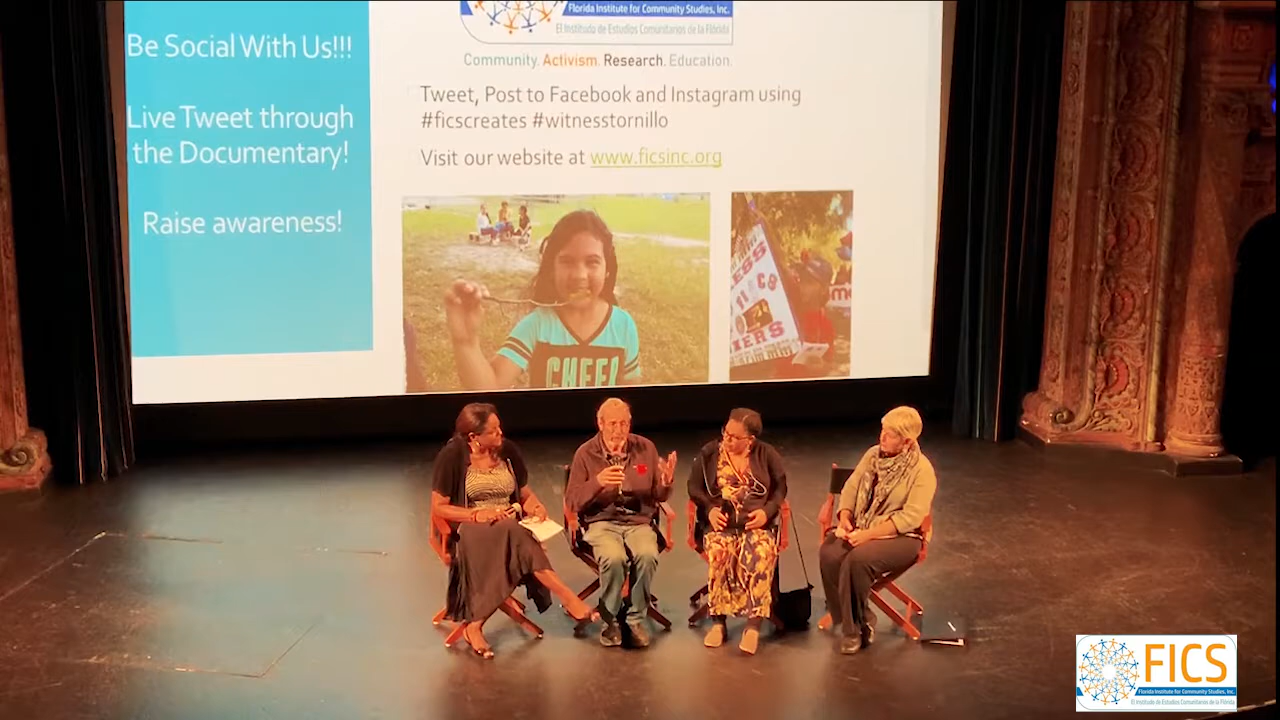 Be Social With Us!!!
Live Tweet through
the Documentary!
Raise awareness!
Florida Institute for Community Studies, Inc.
El Instituto de Estudios Comunitarios de la Flórida
Community. Activism. Research. Education.
Tweet, Post to Facebook and Instagram using
#ficscreates #witnesstornillo
Visit our website at www.ficsinc.org
CHEER
FICS
Florida Institute for Community Studies, Inc.
El Instituto de Estudios Comunitarios de la Flórida